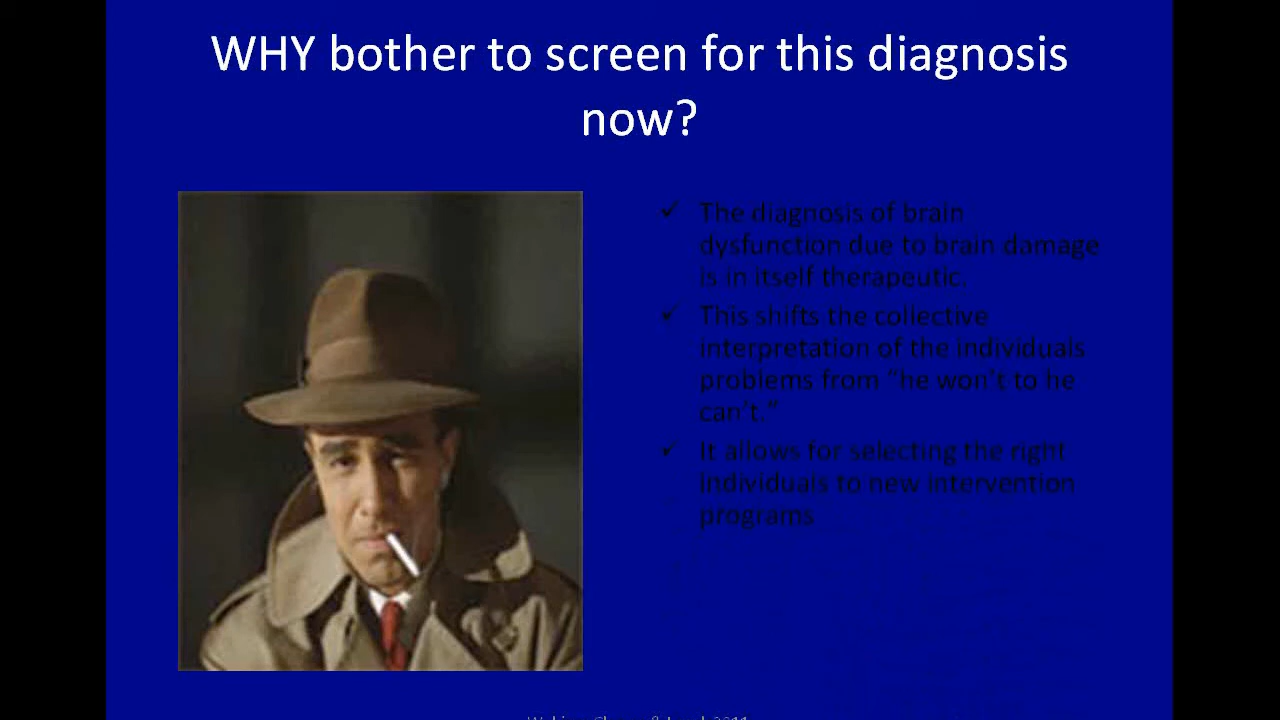 WHY bother to screen for this diagnosis
now?
✓ The diagnosis of brain
dysfunction due to brain damage
is in itself therapeutic.
✓ This shifts the collective
interpretation of the individuals
problems from “he won’t to he
can’t.”
✓ It allows for selecting the right
individuals to new intervention
programs
2011